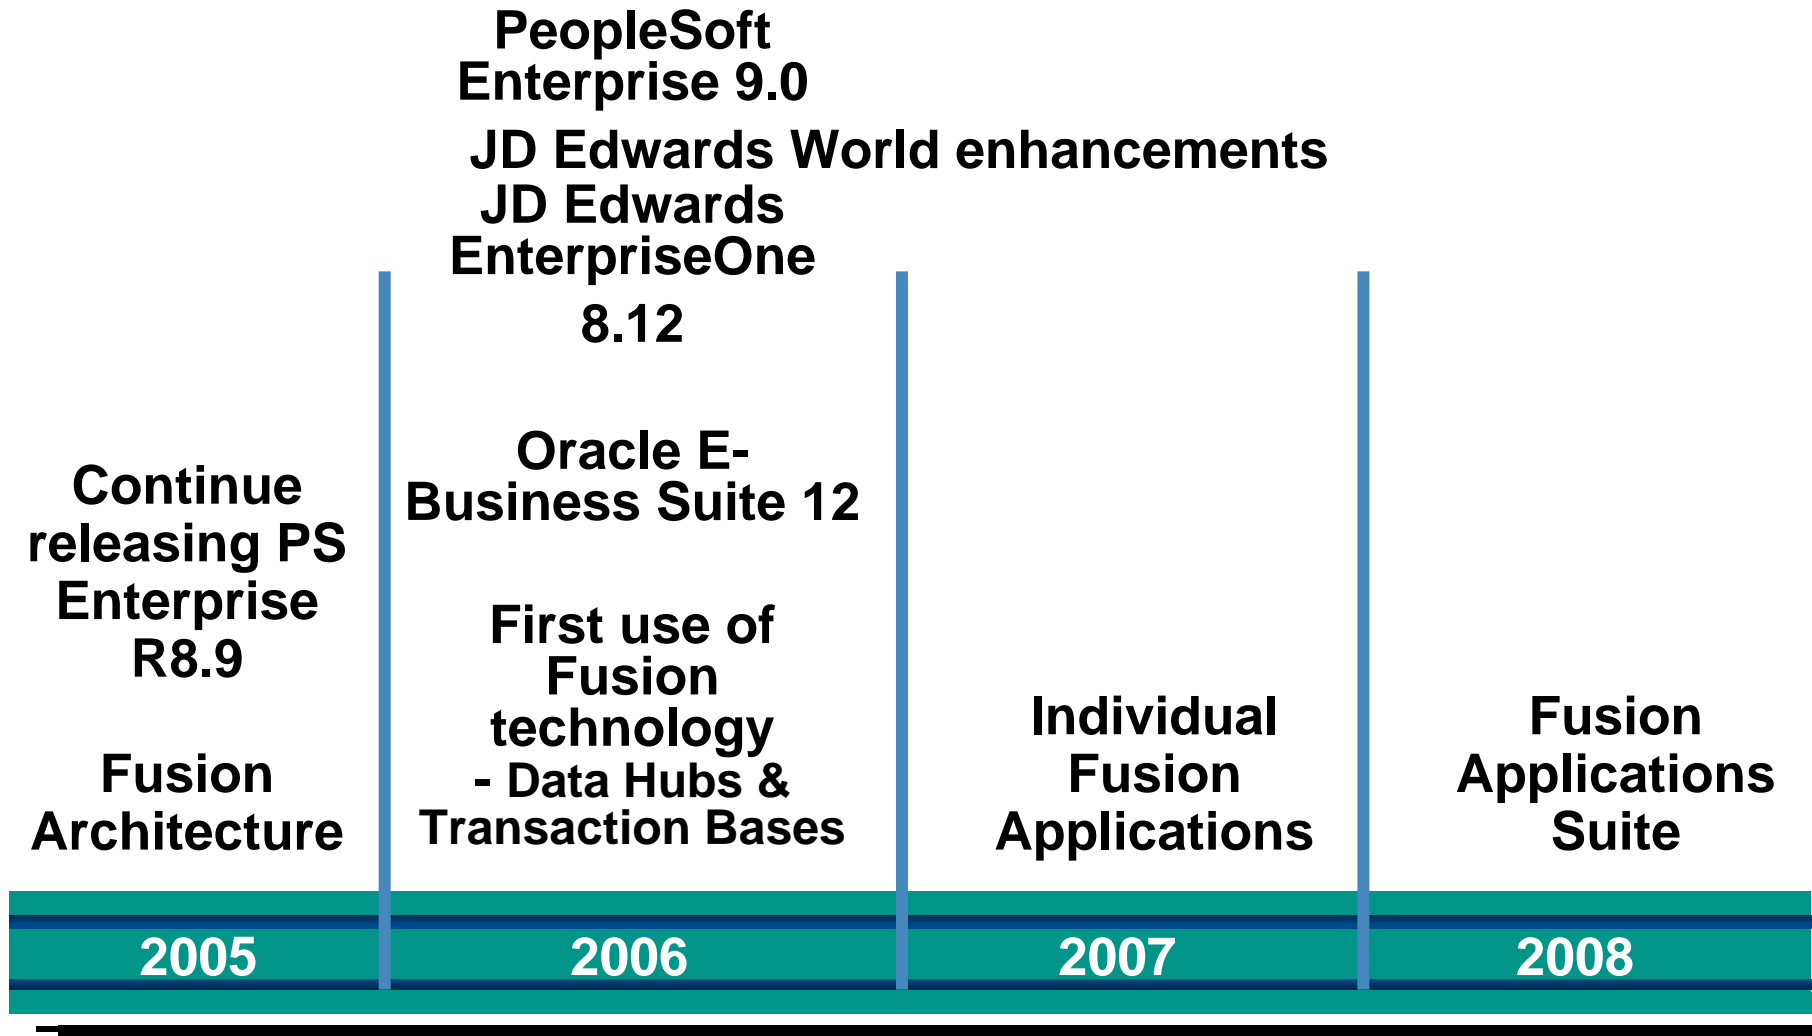 PeopleSoft
Enterprise 9.0
JD Edwards World enhancements
JD Edwards
EnterpriseOne
8.12
Oracle E-
Business Suite 12
First use of
Fusion
technology
- Data Hubs &
Transaction Bases
Continue
releasing PS
Enterprise
R8.9
Fusion
Architecture
Individual
Fusion
Applications
Fusion
Applications
Suite
2005
2006
2007
2008